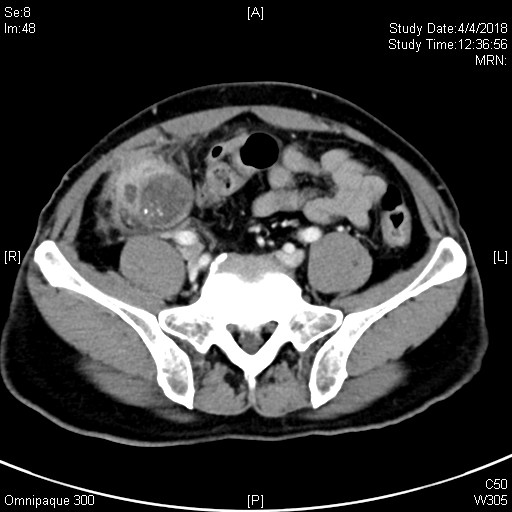 Se:8
Im:48
[A]
Study Date:4/4/2018
Study Time:12:36:56
MRN:
[R]
[L]
Omnipaque 300
[P]
C50
W305